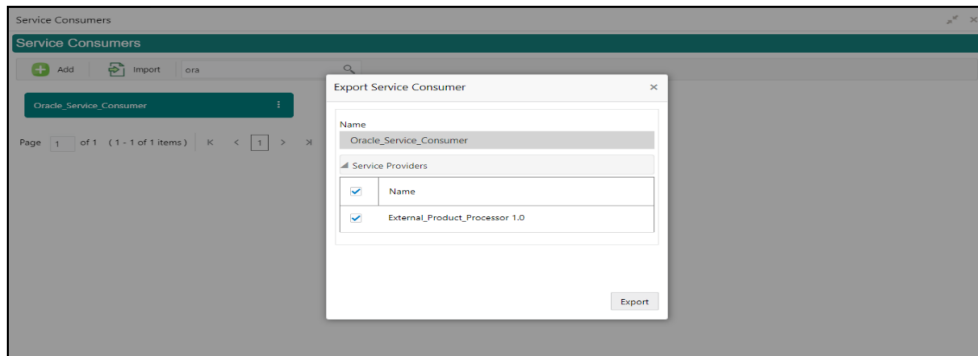 Service Consumers
Service Consumers
Add Import ora
Oracle_Service_Consumer
Page 1 of 1 ( 1 - 1 of 1 items ) 1
Export Service Consumer
Name
Oracle_Service_Consumer
Service Providers
Name
External_Product_Processor 1.0
Export